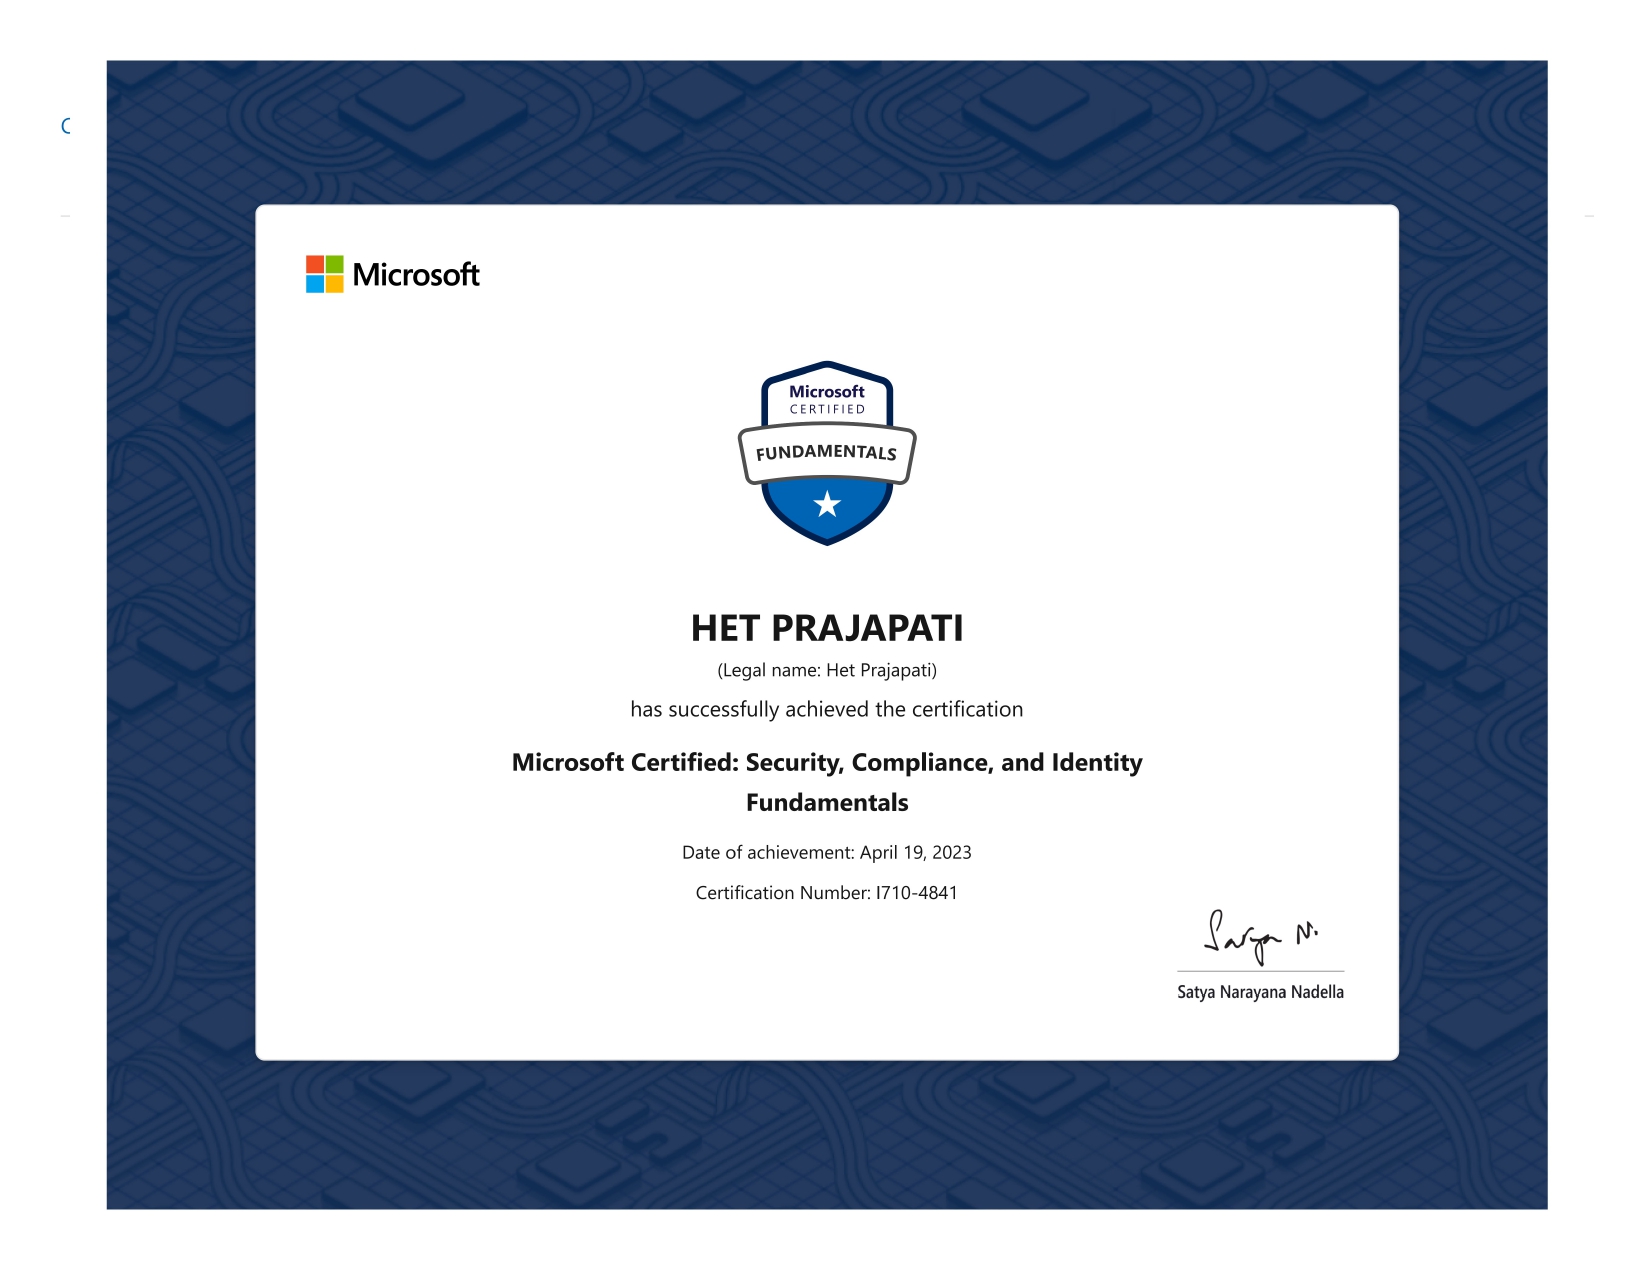 Microsoft
Microsoft
CERTIFIED
FUNDAMENTALS
HET PRAJAPATI
(Legal name: Het Prajapati)
has successfully achieved the certification
Microsoft Certified: Security, Compliance, and Identity
Fundamentals
Date of achievement: April 19, 2023
Certification Number: I710-4841
Satya N.
Satya Narayana Nadella